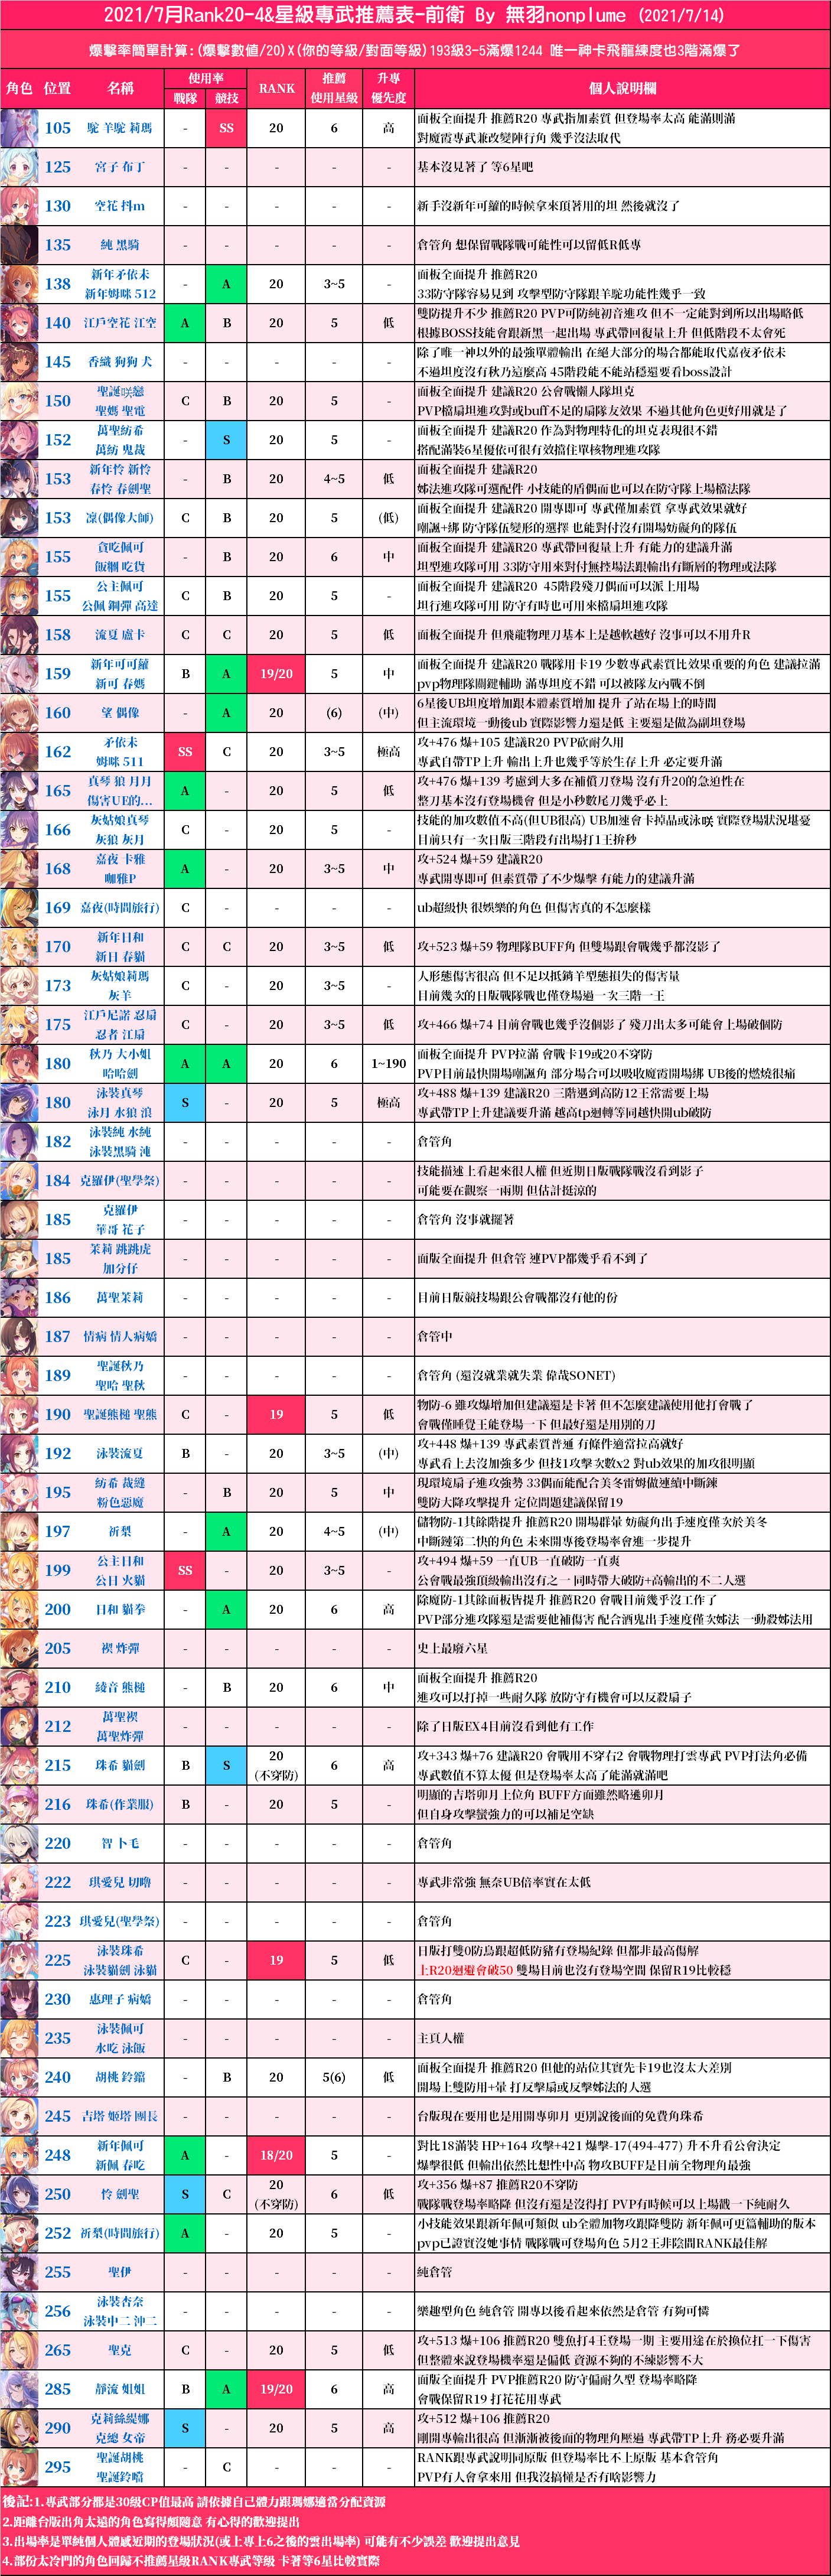 2021/7月Rank20-4&星級專武推薦表-前衛 By 無羽nonplume (2021/7/14)
爆擊率簡單計算:(爆擊數值/20)X(你的等級/對面等級)193級3-5滿爆1244 唯一神卡飛龍練度也3階滿爆了
角色 位置 名稱 使用率 戰隊 競技 RANK 推薦使用星級 升專優先度 個人說明欄
105 駝 羊駝 莉瑪 - SS 20 6 高
面板全面提升 推薦R20 專武指加素質 但登場率太高 能滿則滿
對魔霞專武兼改變陣行角 幾乎沒法取代
125 宮子 布丁 - - - - - 基本沒見著了 等6星吧
130 空花 抖m - - - - - 新手沒新年可蘿的時候拿來頂著用的坦 然後就沒了
135 純 黑騎 - - - - - 倉管角 想保留戰隊戰可能性可以留低R低專
138 新年矛依未 新年姆咪 512 - A 20 3~5 -
面板全面提升 推薦R20
33防守隊容易見到 攻擊型防守隊跟羊駝功能性幾乎一致
140 江戶空花 江空 A B 20 5 低
雙防提升不少 推薦R20 PVP可防純初音進攻 但不一定能對到所以出場略低
根據BOSS技能會跟新黑一起出場 專武帶回復量上升 但低階段不太會死
145 香織 狗狗 犬 - - - - -
除了唯一神以外的最強單體輸出 在絕大部分的場合都能取代嘉夜矛依未
不過坦度沒有秋乃這麼高 45階段能不能站穩還要看boss設計
150 聖誕咲戀 聖媽 聖電 C B 20 5 -
面板全面提升 建議R20 公會戰懶人隊坦克
PVP檔扇坦進攻對或buff不足的扇隊友效果 不過其他角色更好用就是了
152 萬聖紡希 萬紡 鬼裁 - S 20 5 -
面板全面提升 建議R20 作為對物理特化的坦克表現很不錯
搭配滿裝6星優依可很有效擋住單核物理進攻隊
153 新年怜 新怜 春怜 春劍聖 - B 20 4~5 低
面板全面提升 建議R20
姊法進攻隊可選配件 小技能的盾偶而也可以在防守隊上場檔法隊
153 凜(偶像大師) C B 20 5 (低)
面板全面提升 建議R20 開專即可 專武僅加素質 拿專武效果就好
嘲諷+綁 防守隊伍變形的選擇 也能對付沒有開場妨礙角的隊伍
155 貪吃佩可 飯糰 吃貨 - B 20 6 中
面板全面提升 建議R20 專武帶回復量上升 有能力的建議升滿
坦型進攻隊可用 33防守用來對付無控場法跟輸出有斷層的物理或法隊
155 公主佩可 公佩 鋼彈 高達 C B 20 5 -
面板全面提升 建議R20  45階段殘刀偶而可以派上用場
坦行進攻隊可用 防守有時也可用來檔扇坦進攻隊
158 流夏 盧卡 C C 20 5 低 面板全面提升 但飛龍物理刀基本上是越軟越好 沒事可以不用升R
159 新年可可蘿 新可 春媽 B A 19/20 5 中
面板全面提升 建議R20 戰隊用卡19 少數專武素質比效果重要的角色 建議拉滿
pvp物理隊關鍵輔助 滿專坦度不錯 可以被隊友內戰不倒
160 望 偶像 - A 20 (6) (中)
6星後UB坦度增加跟本體素質增加 提升了站在場上的時間
但主流環境一動後ub 實際影響力還是低 主要還是做為副坦登場
162 矛依未 姆咪 511 SS C 20 3~5 極高
攻+476 爆+105 建議R20 PVP砍耐久用
專武自帶TP上升 輸出上升也幾乎等於生存上升 必定要升滿
165 真琴 狼 月月 傷害UE的... A - 20 5 低
攻+476 爆+139 考慮到大多在補償刀登場 沒有升20的急迫性在
整刀基本沒有登場機會 但是小秒數尾刀幾乎必上
166 灰姑娘真琴 灰狼 灰月 C - 20 5 -
技能的加攻數值不高(但UB很高) UB加速會卡掉品或泳咲 實際登場狀況堪憂
目前只有一次日版三階段有出場打1王拚秒
168 嘉夜 卡雅 咖雅P A - 20 3~5 中
攻+524 爆+59 建議R20
專武開專即可 但素質帶了不少爆擊 有能力的建議升滿
169 嘉夜(時間旅行) C - - - - ub超級快 很娛樂的角色 但傷害真的不怎麼樣
170 新年日和 新日 春貓 C C 20 3~5 低 攻+523 爆+59 物理隊BUFF角 但雙場跟會戰幾乎都沒影了
173 灰姑娘莉瑪 灰羊 C - 20 3~5 -
人形態傷害很高 但不足以抵銷羊型態損失的傷害量
目前幾次的日版戰隊戰也僅登場過一次三階一王
175 江戶尼諾 忍扇 忍者 江扇 C - 20 3~5 低 攻+466 爆+74 目前會戰也幾乎沒個影了 殘刀出太多可能會上場破個防
180 秋乃 大小姐 哈哈劍 A A 20 6 1~190
面板全面提升 PVP拉滿 會戰卡19或20不穿防
PVP目前最快開場嘲諷角 部分場合可以吸收魔霞開場綁 UB後的燃燒很痛
180 泳裝真琴 泳月 水狼 浪 S - 20 5 極高
攻+488 爆+139 建議R20 三階遇到高防12王常需要上場
專武帶TP上升建議要升滿 越高tp迴轉等同越快開ub破防
182 泳裝純 水純 泳裝黑騎 沌 - - - - - 倉管角
184 克羅伊(聖學祭) - - - - -
技能描述上看起來很人權 但近期日版戰隊戰沒看到影子
可能要在觀察一兩期 但估計挺涼的
185 克羅伊 華哥 花子 - - - - - 倉管角 沒事就擺著
185 茉莉 跳跳虎 加分仔 - - - - - 面版全面提升 但倉管 連PVP都幾乎看不到了
186 萬聖茉莉 - - - - - 目前日版競技場跟公會戰都沒有他的份
187 情病 情人病嬌 - - - - - 倉管中
189 聖誕秋乃 聖哈 聖秋 - - - - - 倉管角 (還沒就業就失業 偉哉SONET)
190 聖誕熊槌 聖熊 C - 19 5 低
物防-6 雖攻爆增加但建議還是卡著 但不怎麼建議使用他打會戰了
會戰僅睡覺王能登場一下 但最好還是用別的刀
192 泳裝流夏 B - 20 3~5 (中)
攻+448 爆+139 專武素質普通 有條件適當拉高就好
專武看上去沒加強多少 但技1攻擊次數x2 對ub效果的加攻很明顯
195 紡希 裁縫 粉色惡魔 - B 20 5 中
現環境扇子進攻強勢 33偶而能配合美冬雷姆做連續中斷鍊
雙防大降攻擊提升 定位問題建議保留19
197 祈梨 - A 20 4~5 (中)
儲物防-1其餘階提升 推薦R20 開場群暈 妨礙角出手速度僅次於美冬
中斷鏈第二快的角色 未來開專後登場率會進一步提升
199 公主日和 公日 火貓 SS - 20 3~5 -
攻+494 爆+59 一直UB一直破防一直爽
公會戰最強頂級輸出沒有之一 同時帶大破防+高輸出的不二人選
200 日和 貓拳 - A 20 6 高
除魔防-1其餘面板皆提升 推薦R20 會戰目前幾乎沒工作了
PVP部分進攻隊還是需要他補傷害 配合酒鬼出手速度僅次姊法 一動殺姊法用
205 禊 炸彈 - - - - - 史上最廢六星
210 綾音 熊槌 - B 20 6 中
面板全面提升 推薦R20
進攻可以打掉一些耐久隊 放防守有機會可以反殺扇子
212 萬聖禊 萬聖炸彈 - - - - - 除了日版EX4目前沒看到他有工作
215 珠希 貓劍 B S 20 (不穿防) 6 高
攻+343 爆+76 建議R20 會戰用不穿右2 會戰物理打雲專武 PVP打法角必備
專武數值不算太優 但是登場率太高了能滿就滿吧
216 珠希(作業服) B - 20 5 -
明顯的吉塔卯月上位角 BUFF方面雖然略遜卯月
但自身攻擊蠻強力的可以補足空缺
220 智 卜毛 - - - - - 倉管角
222 琪愛兒 切嚕 - - - - - 專武非常強 無奈UB倍率實在太低
223 琪愛兒(聖學祭) - - - - - 倉管角
225 泳裝珠希 泳裝貓劍 泳貓 C - 19 5 低
日版打雙0防鳥跟超低防豬有登場紀錄 但都非最高傷解
上R20迴避會破50 雙場目前也沒有登場空間 保留R19比較穩
230 惠理子 病嬌 - - - - - 倉管角
235 泳裝佩可 水吃 泳飯 - - - - - 主頁人權
240 胡桃 鈴鐺 - B 20 5(6) 低
面板全面提升 推薦R20 但他的站位其實先卡19也沒太大差別
開場上雙防用+暈 打反擊扇或反擊姊法的人選
245 吉塔 姬塔 團長 - - - - - 台版現在要用也是用開專卯月 更別說後面的免費角珠希
248 新年佩可 新佩 春吃 A - 18/20 5 -
對比18滿裝 HP+164 攻擊+421 爆擊-17(494-477) 升不升看公會決定
爆擊很低 但輸出依然比想性中高 物攻BUFF是目前全物理角最強
250 怜 劍聖 S C 20 (不穿防) 6 低
攻+356 爆+87 推薦R20不穿防
戰隊戰登場率略降 但沒有還是沒得打 PVP有時候可以上場戳一下純耐久
252 祈梨(時間旅行) A - 20 5 -
小技能效果跟新年佩可類似 ub全體加物攻跟降雙防 新年佩可更篇輔助的版本
pvp已證實沒她事情 戰隊戰可登場角色 5月2王非陰間RANK最佳解
255 聖伊 - - - - - 純倉管
256 泳裝杏奈 泳裝中二 沖二 - - - - - 樂趣型角色 純倉管 開專以後看起來依然是倉管 有夠可憐
265 聖克 C - 20 5 低
攻+513 爆+106 推薦R20 雙魚打4王登場一期 主要用途在於換位扛一下傷害
但整體來說登場機率還是偏低 資源不夠的不練影響不大
285 靜流 姐姐 B A 19/20 6 高
面版全面提升 PVP推薦R20 防守偏耐久型 登場率略降
會戰保留R19 打花花用專武
290 克莉絲緹娜 克總 女帝 S - 20 5 高
攻+512 爆+106 推薦R20
剛開專輸出很高 但漸漸被後面的物理角壓過 專武帶TP上升 務必要升滿
295 聖誕胡桃 聖誕鈴噹 - C
RANK跟專武說明同原版 但登場率比不上原版 基本倉管角
PVP有人會拿來用 但我沒搞懂是否有啥影響力
後記:1.專武部分都是30級CP值最高 請依據自己體力跟瑪娜適當分配資源
2.距離台版出角太遠的角色寫得頗隨意 有心得的歡迎提出
3.出場率是單純個人體感近期的登場狀況(或上專上6之後的雲出場率) 可能有不少誤差 歡迎提出意見
4.部份太冷門的角色回歸不推薦星級RANK專武等級 卡著等6星比較實際